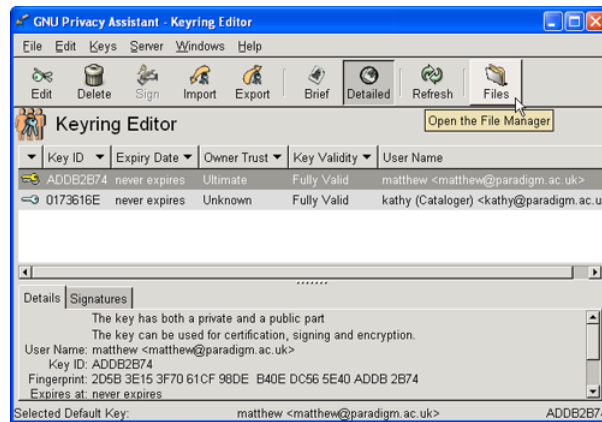 GNU Privacy Assistant - Keyring Editor
File Edit Keys Server Windows Help
Edit Delete Sign Import Export Brief Detailed Refresh Files
Keyring Editor
Open the File Manager
Key ID Expiry Date Owner Trust Key Validity User Name
ADDB2B74 never expires Ultimate Fully Valid matthew <matthew@paradigm.ac.uk>
0173616E never expires Unknown Fully Valid kathy (Cataloger) <kathy@paradigm.ac.u
Details Signatures
The key has both a private and a public part
The key can be used for certification, signing and encryption.
User Name: matthew <matthew@paradigm.ac.uk>
Key ID: ADDB2B74
Fingerprint: 2D5B 3E15 3F70 61CF 98DE B40E DC56 5E40 ADDB 2B74
Expires at: never expires
Selected Default Key: matthew <matthew@paradigm.ac.uk> ADDB2B74